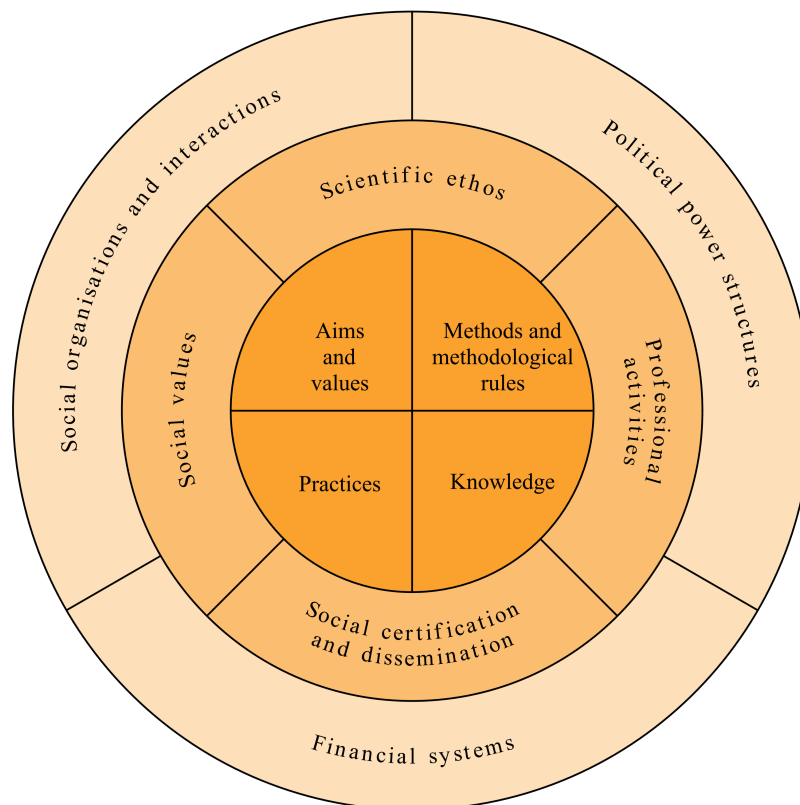 Social organisations and interactions
Political power structures
Scientific ethos
Social values
Professional
activities
Aims
and
values
Methods and
methodological
rules
Practices
Knowledge
Social certification
and dissemination
Financial systems